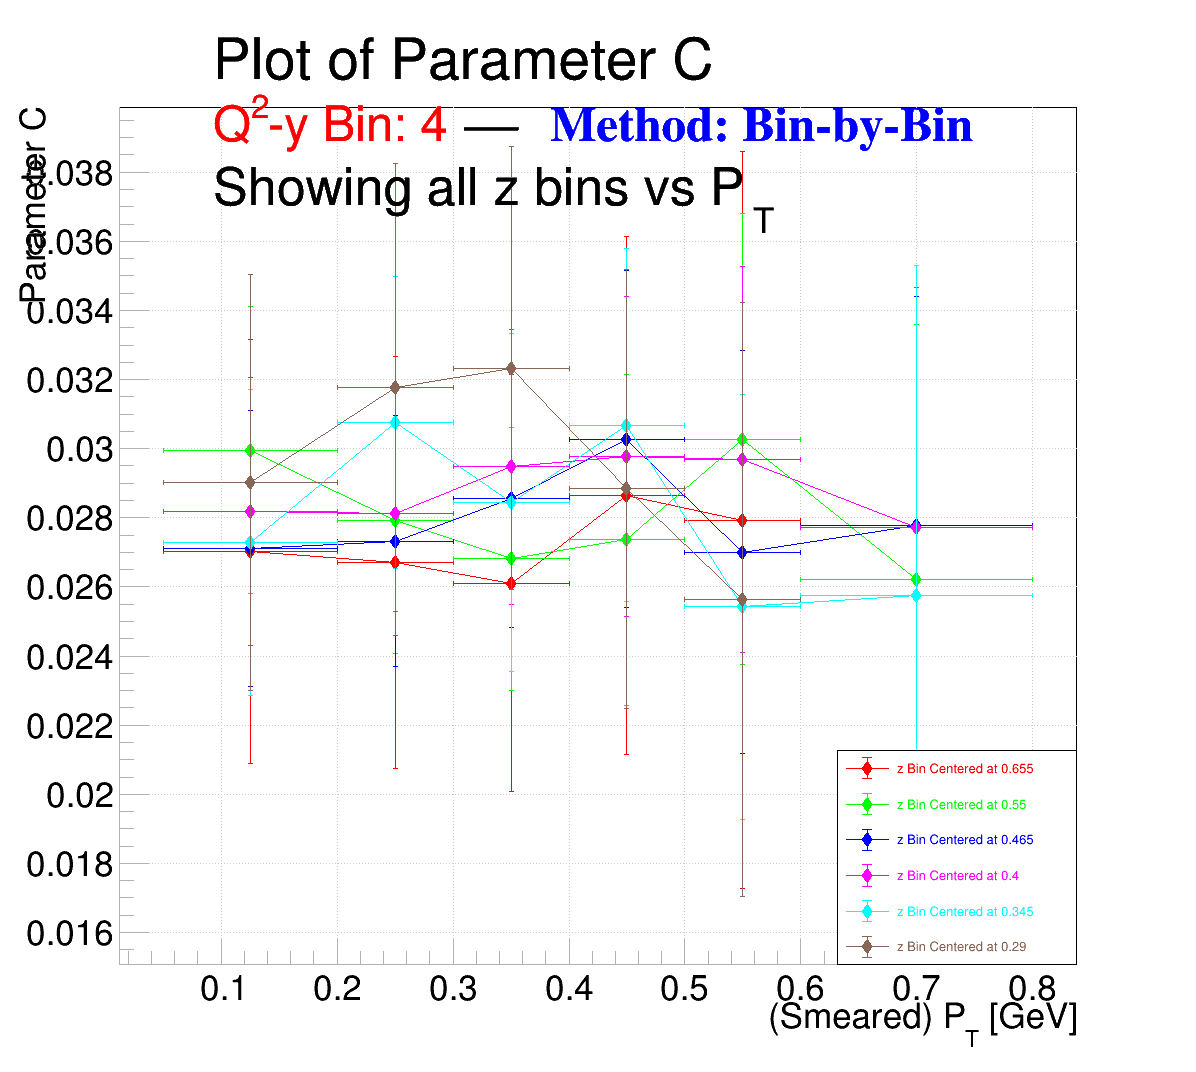 Plot of Parameter C
Q2-y Bin: 4 — Method: Bin-by-Bin
Showing all z bins vs PT
Parameter C
0.038
0.036
0.034
0.032
0.03
0.028
0.026
0.024
0.022
0.02
0.018
0.016
z Bin Centered at 0.655
z Bin Centered at 0.55
z Bin Centered at 0.465
z Bin Centered at 0.4
z Bin Centered at 0.345
z Bin Centered at 0.29
0.1 0.2 0.3 0.4 0.5 0.6 0.7 0.8
(Smeared) PT [GeV]